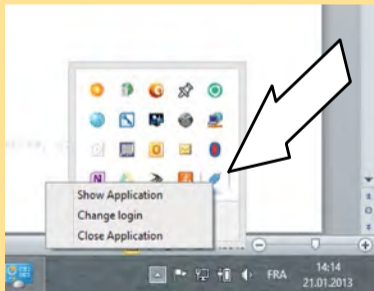 Show Application
Change login
Close Application
FRA
14:14
21.01.2013